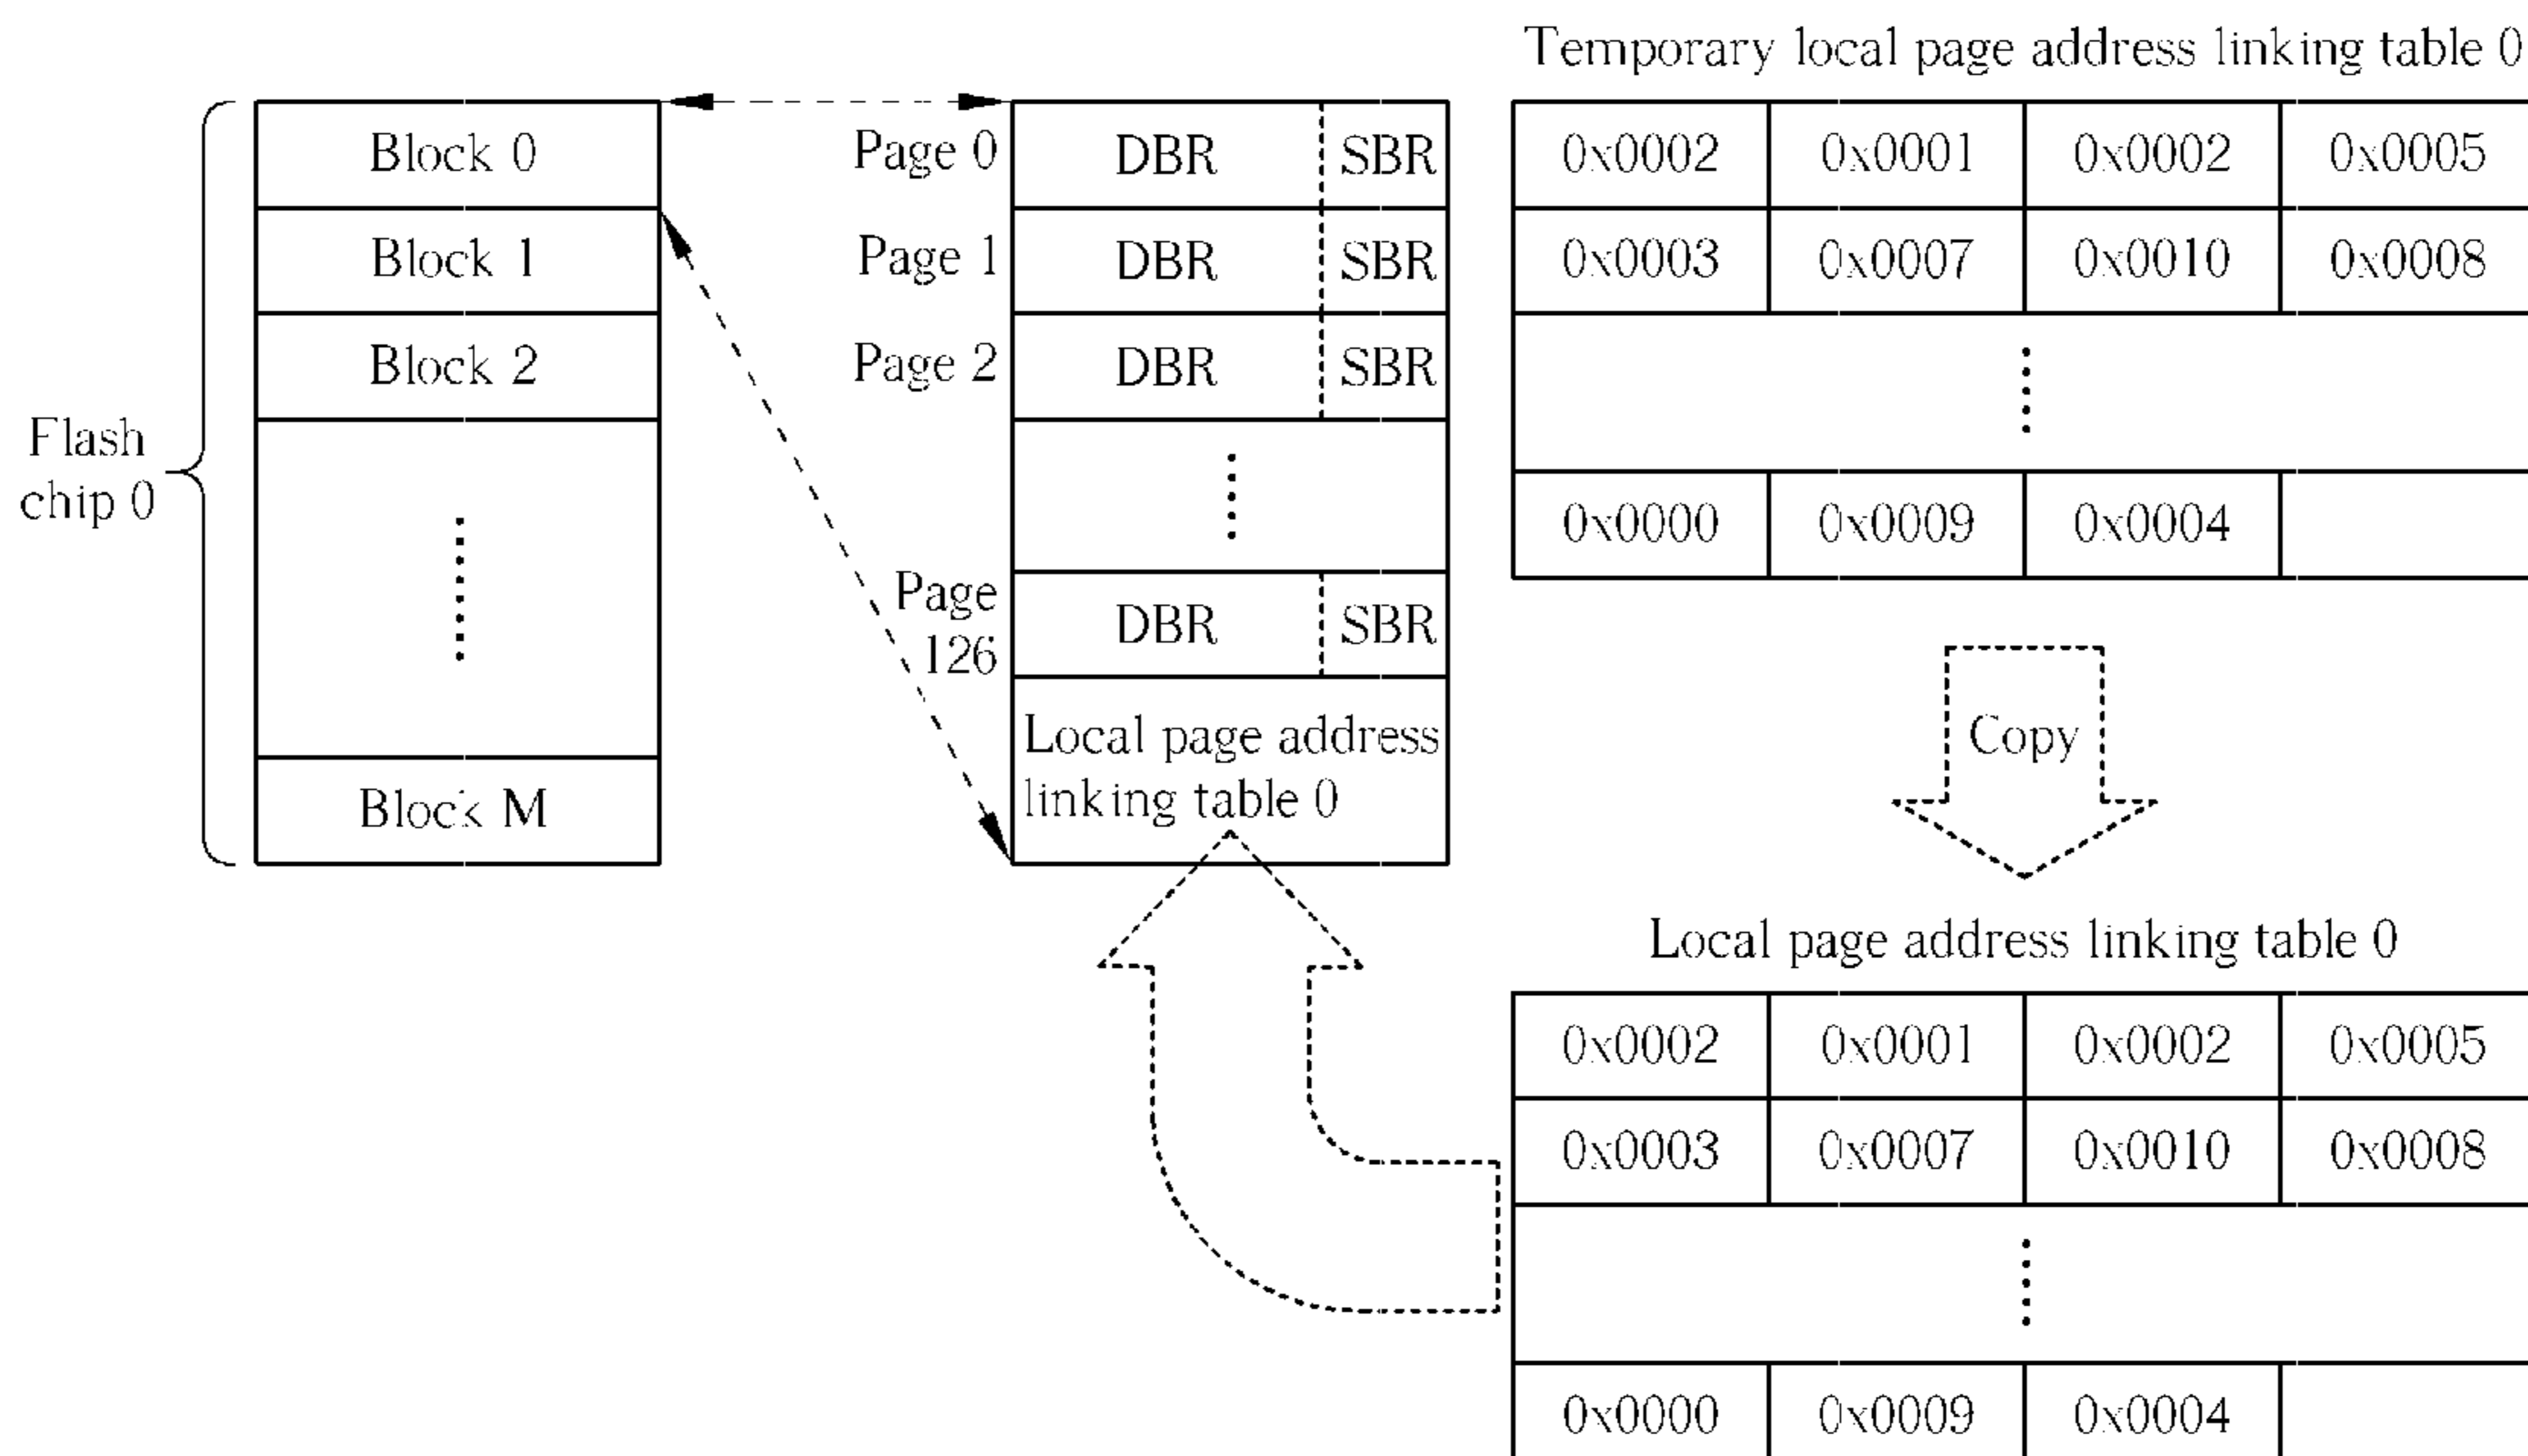 Flash
chip 0
Block 0
Block 1
Block 2
Block M
Page 0
DBR
SBR
Page 1
DBR
SBR
Page 2
DBR
SBR
Page
126
DBR
SBR
Local page address
linking table 0
Temporary local page address linking table 0
0x0002 0x0001 0x0002 0x0005
0x0003 0x0007 0x0010 0x0008
0x0000 0x0009 0x0004
Copy
Local page address linking table 0
0x0002 0x0001 0x0002 0x0005
0x0003 0x0007 0x0010 0x0008
0x0000 0x0009 0x0004